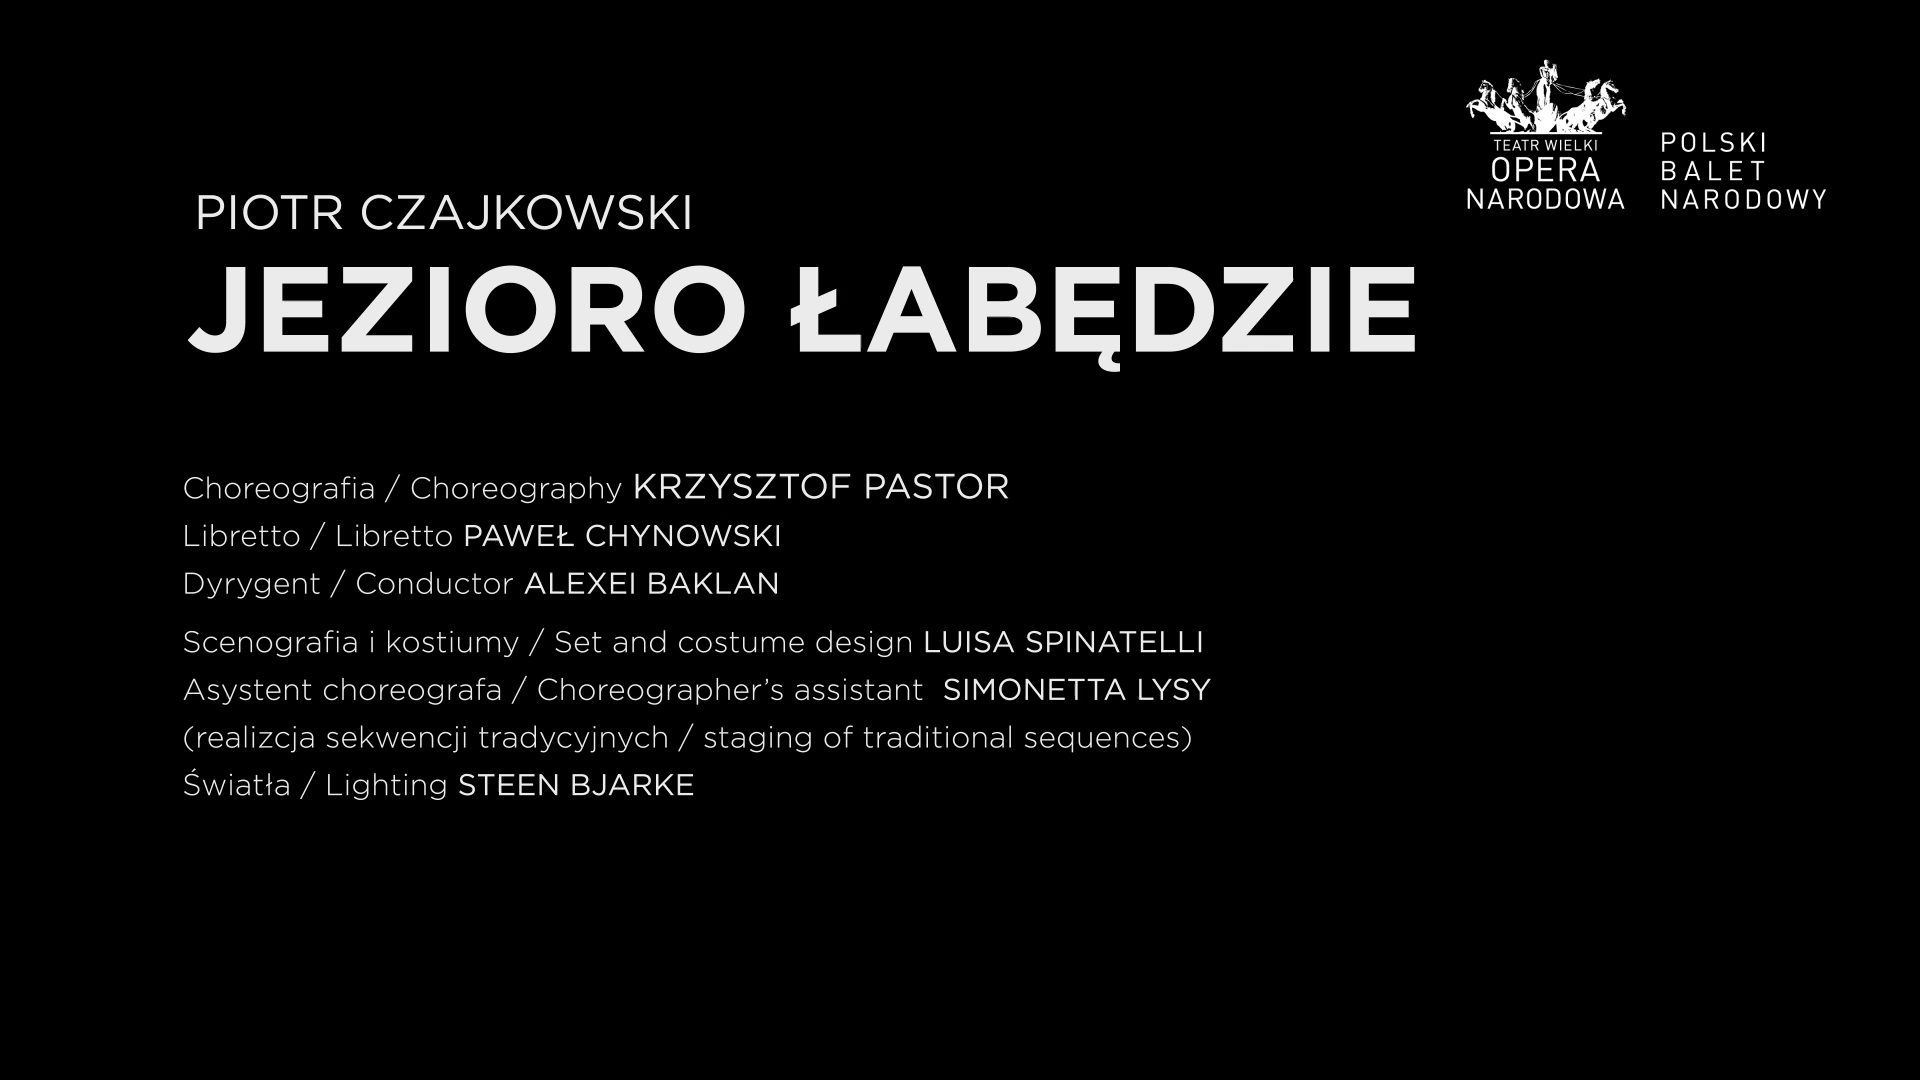 TEATR WIELKI
OPERA
NARODOWA
POLSKI
BALET
NARODOWY
PIOTR CZAJKOWSKI
JEZIORO ŁABĘDZIE
Choreografia / Choreography KRZYSZTOF PASTOR
Libretto / Libretto PAWEŁ CHYNOWSKI
Dyrygent / Conductor ALEXEI BAKLAN
Scenografia i kostiumy / Set and costume design LUISA SPINATELLI
Asystent choreografa / Choreographer’s assistant SIMONETTA LYSY
(realizcja sekwencji tradycyjnych / staging of traditional sequences)
Światła / Lighting STEEN BJARKE